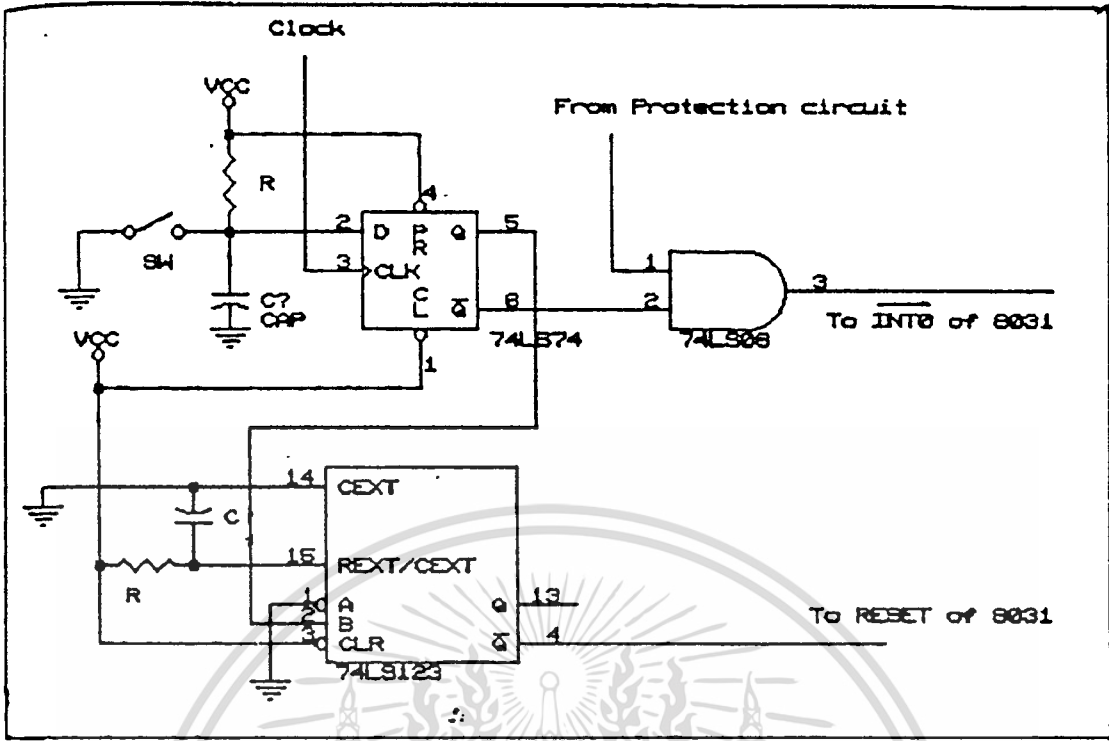 Clock
VCC
From Protection circuit
R
4
2
D
PR
Q
5
SW
3
CLK
1
3
C?
CAP
CL
Q
6
2
To INT0 of 8031
VCC
74LS74
74LS08
1
14
CEXT
C
15
REXT/CEXT
R
1
A
Q
13
2
B
To RESET of 8031
3
CLR
Q
4
74LS123